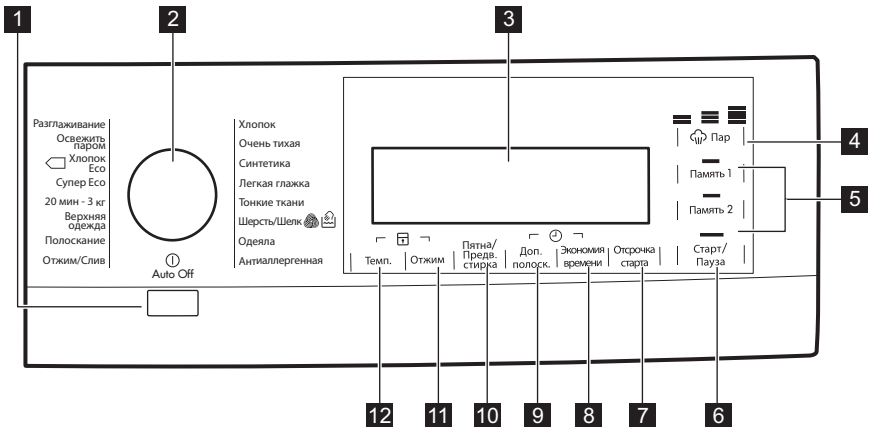 1
2
3
Разглаживание
Освежить
паром
Хлопок
Eco
Супер Eco
20 мин - 3 кг
Верхняя
одежда
Полоскание
Отжим/Слив
Auto Off
Хлопок
Очень тихая
Синтетика
Легкая глажка
Тонкие ткани
Шерсть/Шелк
Одеяла
Антиаллергенная
Темп.
Отжим
Пятна/
Предв.
стирка
Доп.
полоск.
Экономия
времени
Отсрочка
старта
Пар
Память 1
Память 2
Старт/
Пауза
4
5
12
11
10
9
8
7
6